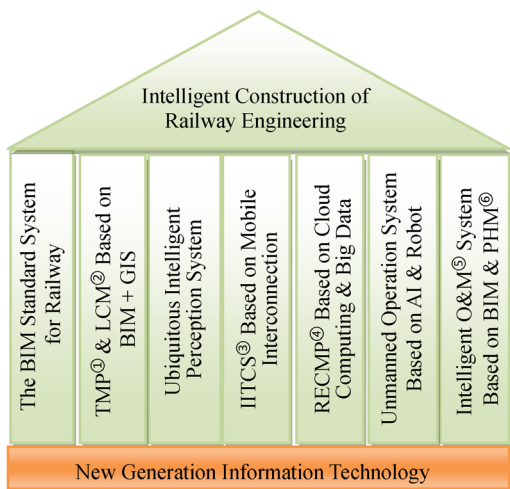 Intelligent Construction of
Railway Engineering
The BIM Standard System
for Railway
TMP① & LCM② Based on
BIM + GIS
Ubiquitous Intelligent
Perception System
IITCS③ Based on Mobile
Interconnection
RECMP④ Based on Cloud
Computing & Big Data
Unmanned Operation System
Based on AI & Robot
Intelligent O&M⑤ System
Based on BIM & PHM⑥
New Generation Information Technology